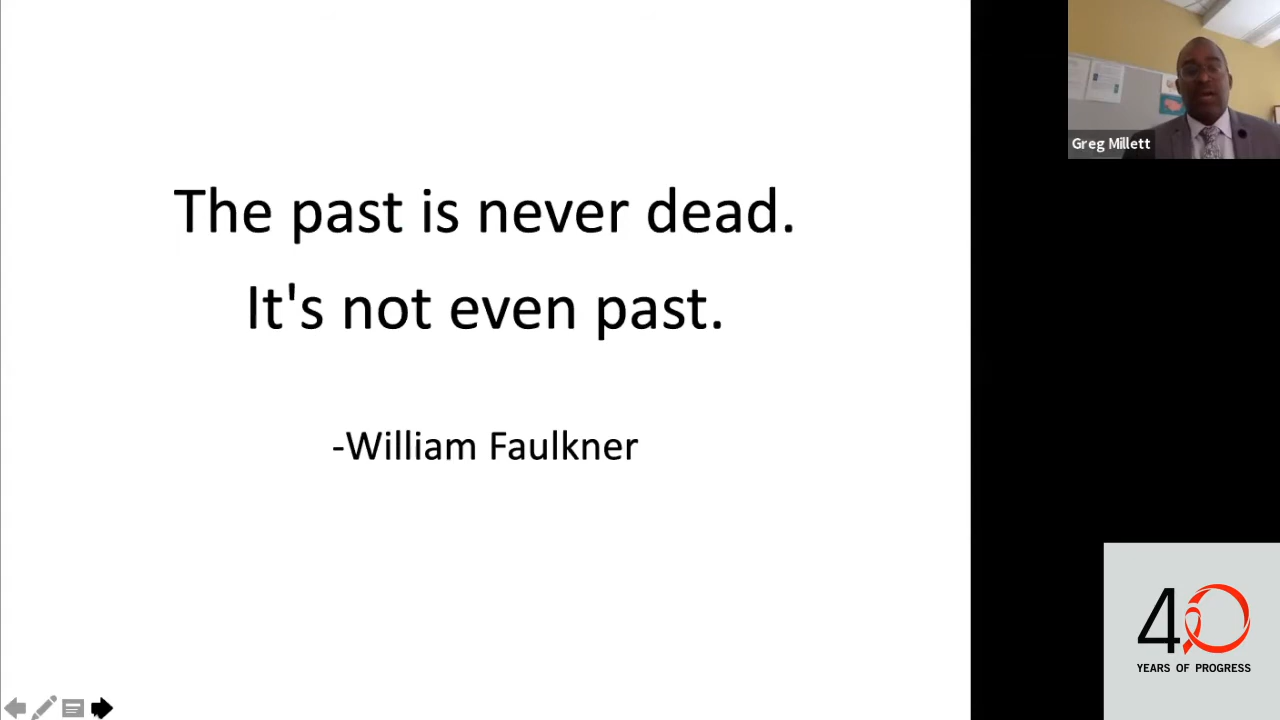 The past is never dead.
It's not even past.
-William Faulkner
Greg Millett
40
YEARS OF PROGRESS